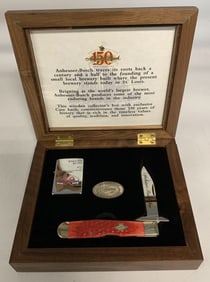 150
Anheuser-Busch traces its roots back a
century and a half to the founding of a
small local brewery built where the present
brewery stands today in St. Louis.
Reigning as the world's largest brewer,
Anheuser-Busch produces some of the most
enduring brands in the industry.
This wooden collector's box with exclusive
Case knife commemorates those 150 years of
history that is rich in the timeless values
of quality, tradition, and innovation.